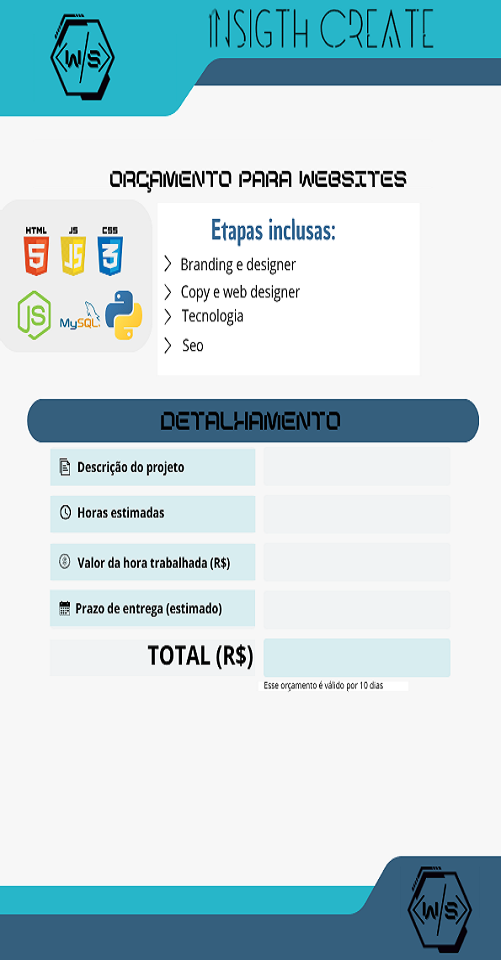 W/S
INSIGTH CREATE
ORÇAMENTO PARA WEBSITES
HTML JS CSS
5 JS 3
JS MySQL
Etapas inclusas:
Branding e designer
Copy e web designer
Tecnologia
Seo
DETALHAMENTO
Descrição do projeto
Horas estimadas
Valor da hora trabalhada (R$)
Prazo de entrega (estimado)
TOTAL (R$)
Esse orçamento é válido por 10 dias
W/S